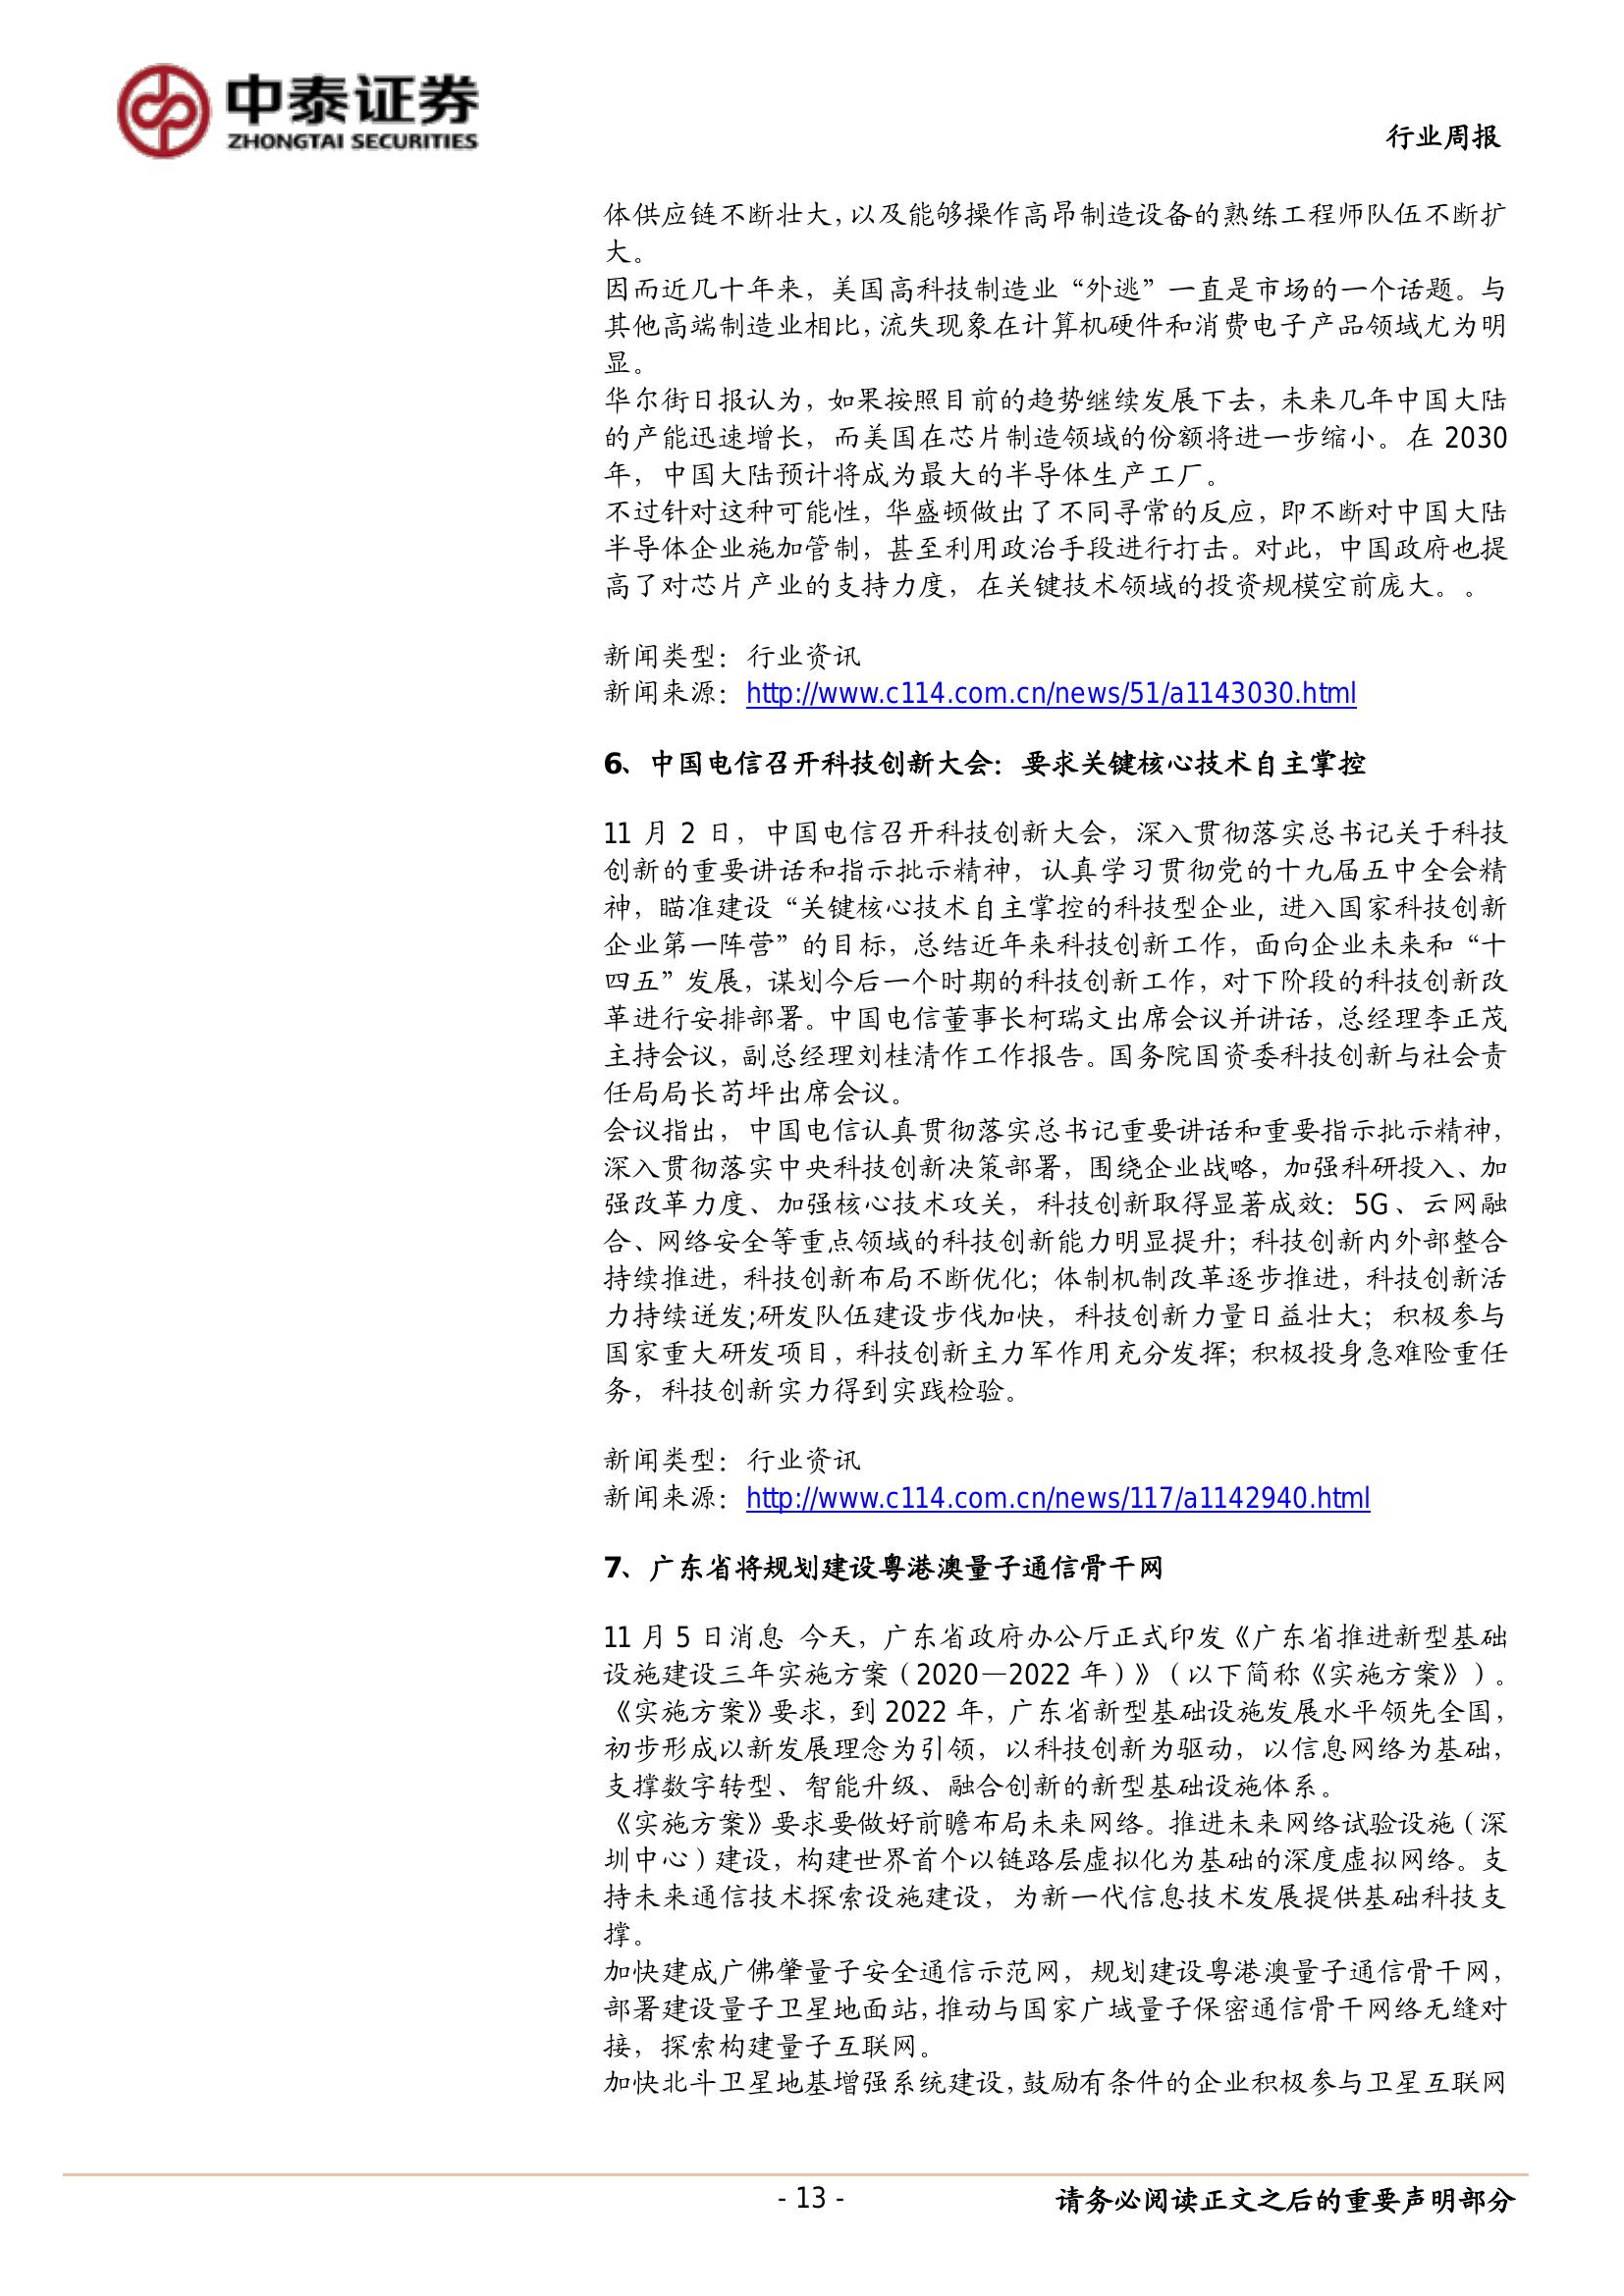 中泰证券
ZHONGTAI SECURITIES
行业周报
体供应链不断壮大，以及能够操作高昂制造设备的熟练工程师队伍不断扩
大。
因而近几十年来，美国高科技制造业“外逃”一直是市场的一个话题。与
其他高端制造业相比，流失现象在计算机硬件和消费电子产品领域尤为明
显。
华尔街日报认为，如果按照目前的趋势继续发展下去，未来几年中国大陆
的产能迅速增长，而美国在芯片制造领域的份额将进一步缩小。在 2030
年，中国大陆预计将成为最大的半导体生产工厂。
不过针对这种可能性，华盛顿做出了不同寻常的反应，即不断对中国大陆
半导体企业施加管制，甚至利用政治手段进行打击。对此，中国政府也提
高了对芯片产业的支持力度，在关键技术领域的投资规模空前庞大。。
新闻类型：行业资讯
新闻来源：http://www.c114.com.cn/news/51/a1143030.html
6、中国电信召开科技创新大会：要求关键核心技术自主掌控
11 月 2 日，中国电信召开科技创新大会，深入贯彻落实总书记关于科技
创新的重要讲话和指示批示精神，认真学习贯彻党的十九届五中全会精
神，瞄准建设“关键核心技术自主掌控的科技型企业，进入国家科技创新
企业第一阵营”的目标，总结近年来科技创新工作，面向企业未来和“十
四五”发展，谋划今后一个时期的科技创新工作，对下阶段的科技创新改
革进行安排部署。中国电信董事长柯瑞文出席会议并讲话，总经理李正茂
主持会议，副总经理刘桂清作工作报告。国务院国资委科技创新与社会责
任局局长苟坪出席会议。
会议指出，中国电信认真贯彻落实总书记重要讲话和重要指示批示精神，
深入贯彻落实中央科技创新决策部署，围绕企业战略，加强科研投入、加
强改革力度、加强核心技术攻关，科技创新取得显著成效：5G、云网融
合、网络安全等重点领域的科技创新能力明显提升；科技创新内外部整合
持续推进，科技创新布局不断优化；体制机制改革逐步推进，科技创新活
力持续迸发;研发队伍建设步伐加快，科技创新力量日益壮大；积极参与
国家重大研发项目，科技创新主力军作用充分发挥；积极投身急难险重任
务，科技创新实力得到实践检验。
新闻类型：行业资讯
新闻来源：http://www.c114.com.cn/news/117/a1142940.html
7、广东省将规划建设粤港澳量子通信骨干网
11 月 5 日消息 今天，广东省政府办公厅正式印发《广东省推进新型基础
设施建设三年实施方案（2020—2022 年）》（以下简称《实施方案》）。
《实施方案》要求，到 2022 年，广东省新型基础设施发展水平领先全国，
初步形成以新发展理念为引领，以科技创新为驱动，以信息网络为基础，
支撑数字转型、智能升级、融合创新的新型基础设施体系。
《实施方案》要求要做好前瞻布局未来网络。推进未来网络试验设施（深
圳中心）建设，构建世界首个以链路层虚拟化为基础的深度虚拟网络。支
持未来通信技术探索设施建设，为新一代信息技术发展提供基础科技支
撑。
加快建成广佛肇量子安全通信示范网，规划建设粤港澳量子通信骨干网，
部署建设量子卫星地面站，推动与国家广域量子保密通信骨干网络无缝对
接，探索构建量子互联网。
加快北斗卫星地基增强系统建设，鼓励有条件的企业积极参与卫星互联网
- 13 -
请务必阅读正文之后的重要声明部分